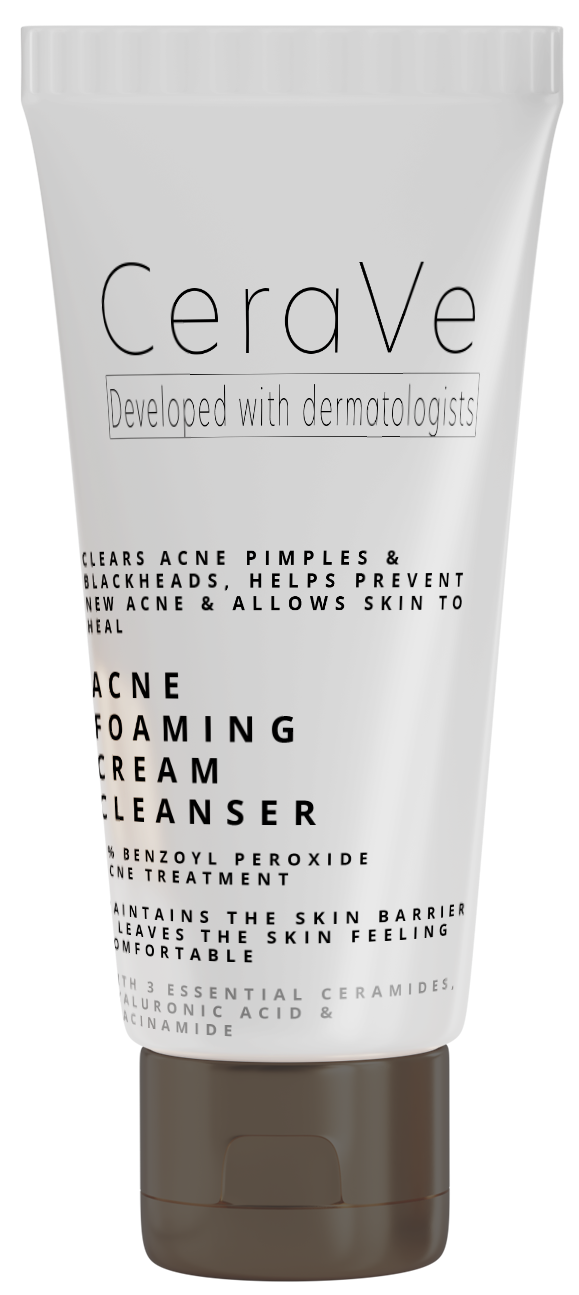 CeraVe
Developed with dermatologists
CLEARS ACNE PIMPLES &
BLACKHEADS, HELPS PREVENT
NEW ACNE & ALLOWS SKIN TO
HEAL
ACNE
FOAMING
CREAM
CLEANSER
% BENZOYL PEROXIDE
CNE TREATMENT
AINTAINS THE SKIN BARRIER
LEAVES THE SKIN FEELING
OMFORTABLE
TH 3 ESSENTIAL CERAMIDES,
ALURONIC ACID &
ACINAMIDE